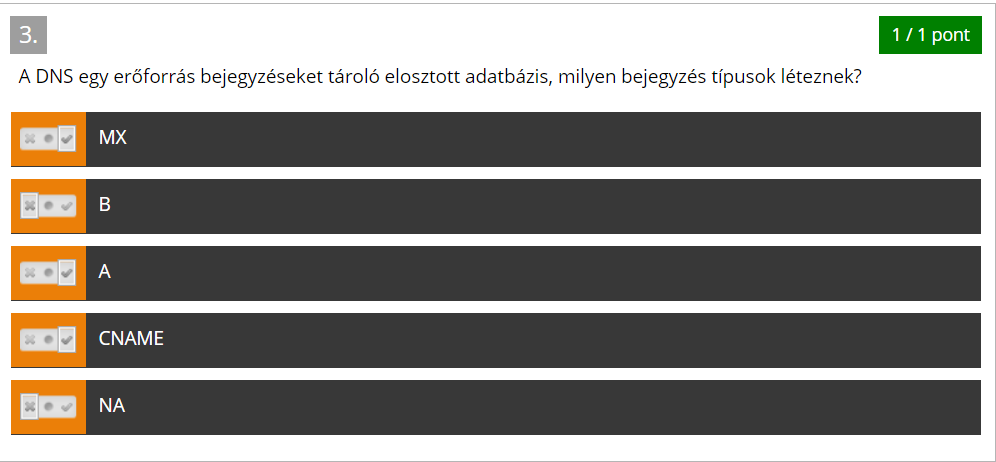 3.
1 / 1 pont
A DNS egy erőforrás bejegyzéseket tároló elosztott adatbázis, milyen bejegyzés típusok léteznek?
MX
B
A
CNAME
NA